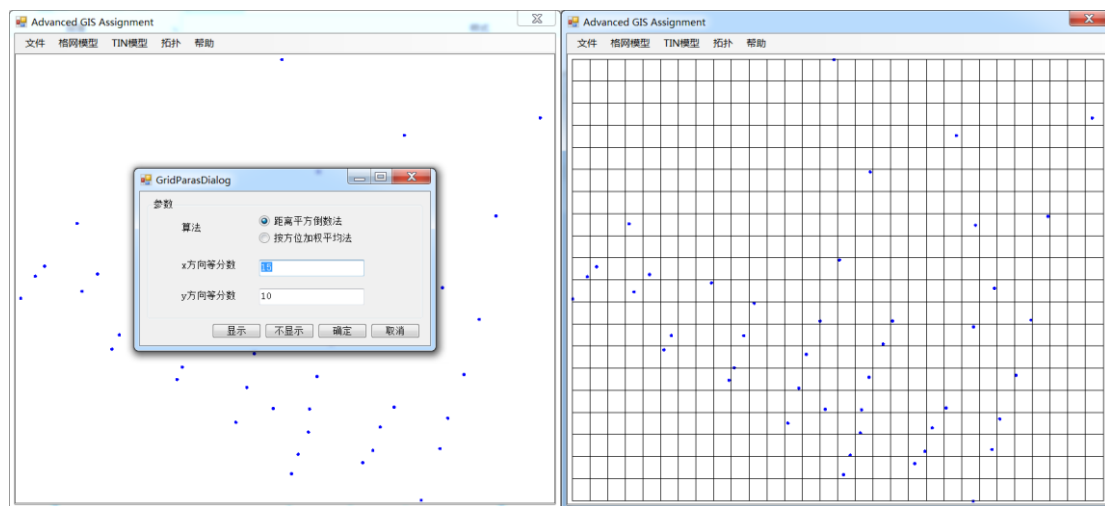 Advanced GIS Assignment
文件 格网模型 TIN模型 拓扑 帮助
GridParasDialog
参数
算法
距离平方倒数法
按方位加权平均法
x方向等分数 15
y方向等分数 10
显示 不显示 确定 取消
Advanced GIS Assignment
文件 格网模型 TIN模型 拓扑 帮助